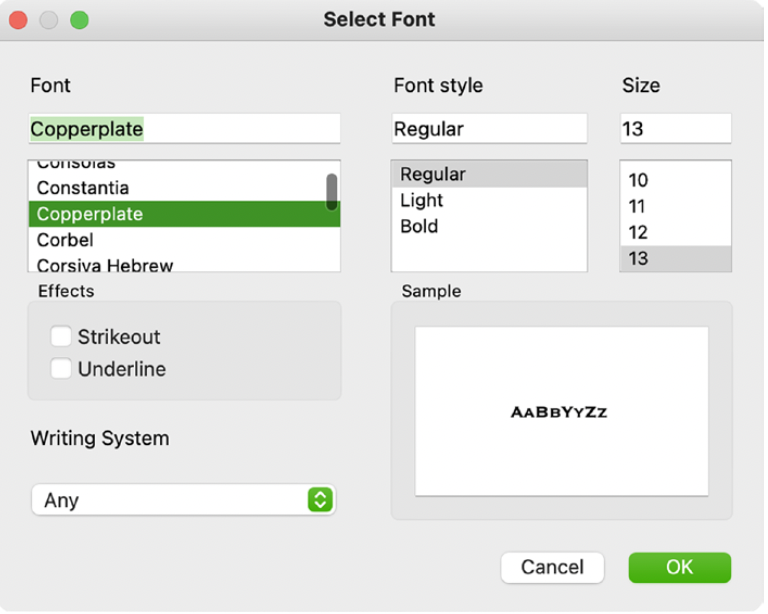 Select Font
Font
Font style
Size
Copperplate
Regular
13
Consolas
Constantia
Copperplate
Corbel
Corsiva Hebrew
Regular
Light
Bold
10
11
12
13
Effects
Strikeout
Underline
Sample
AaBbYyZz
Writing System
Any
Cancel
OK